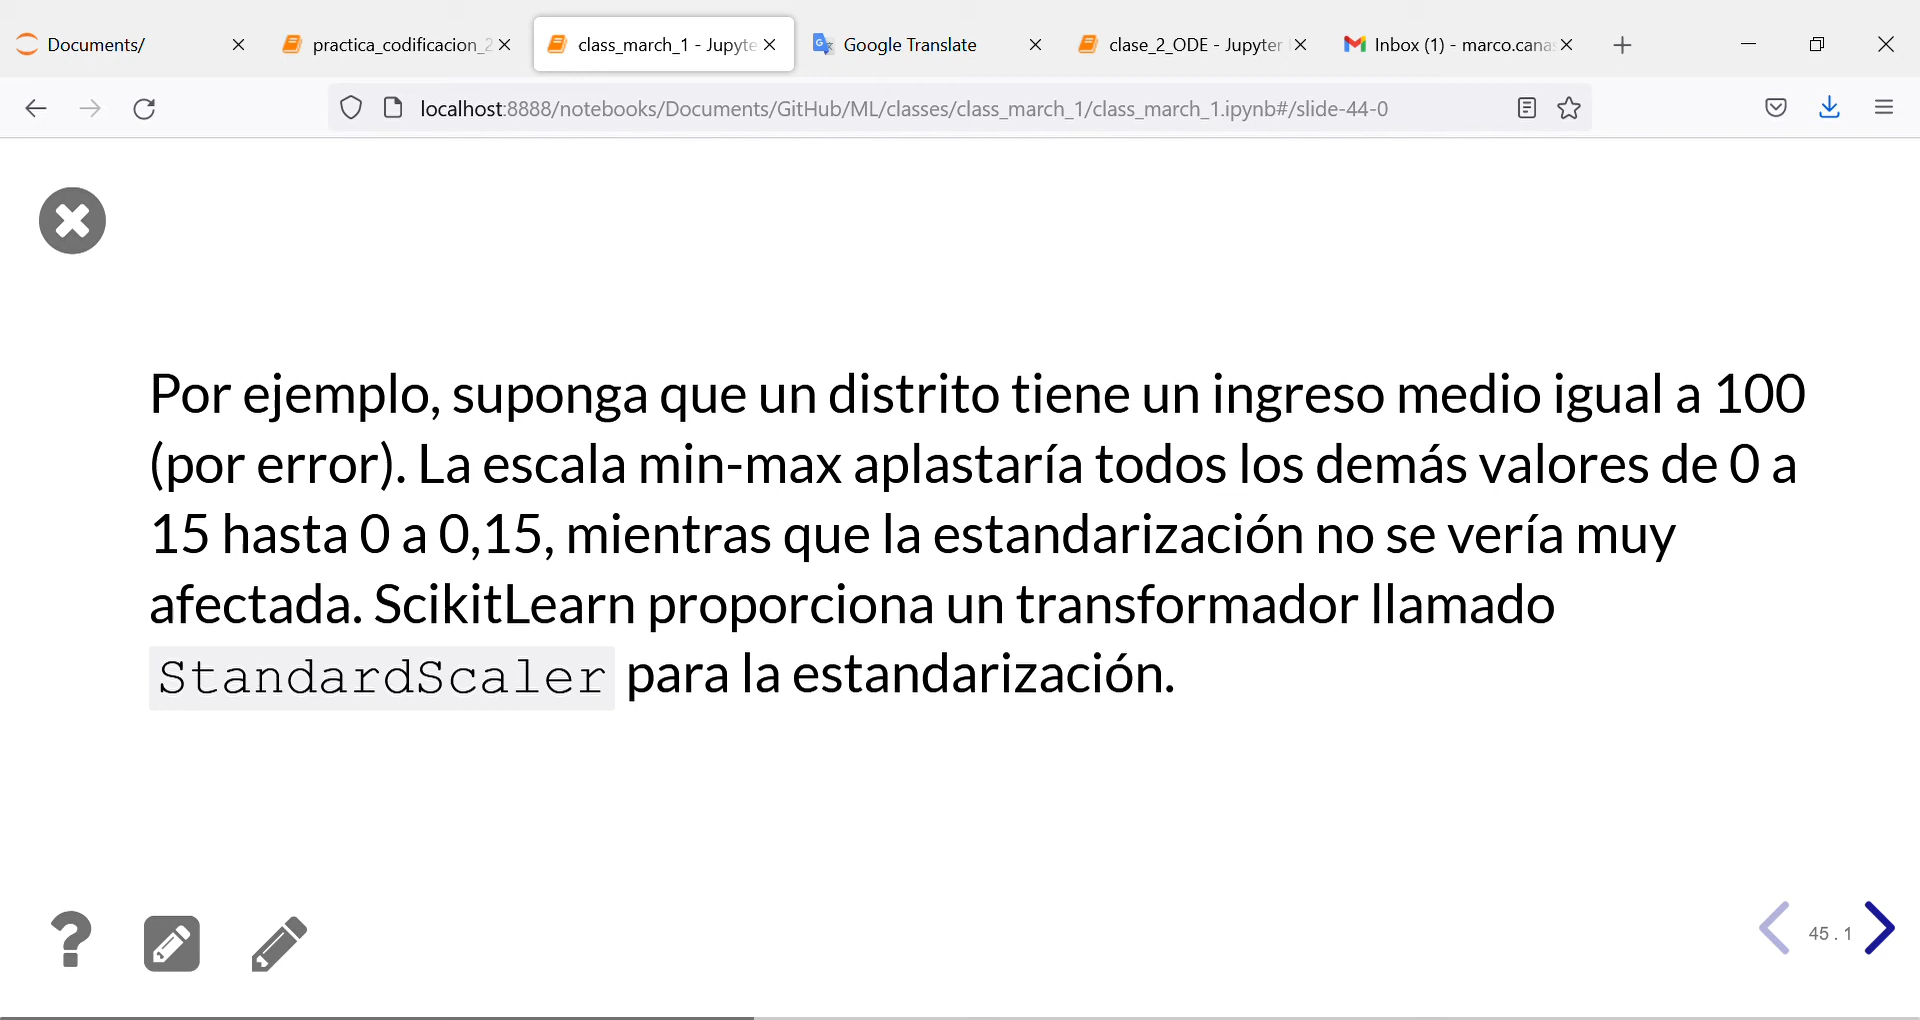 Documents/
practica_codificacion_2
class_march_1 - Jupyte
Google Translate
clase_2_ODE - Jupyter
Inbox (1) - marco.cana
localhost:8888/notebooks/Documents/GitHub/ML/classes/class_march_1/class_march_1.ipynb#/slide-44-0
Por ejemplo, suponga que un distrito tiene un ingreso medio igual a 100
(por error). La escala min-max aplastaría todos los demás valores de 0 a
15 hasta 0 a 0,15, mientras que la estandarización no se vería muy
afectada. ScikitLearn proporciona un transformador llamado
StandardScaler para la estandarización.
45 . 1